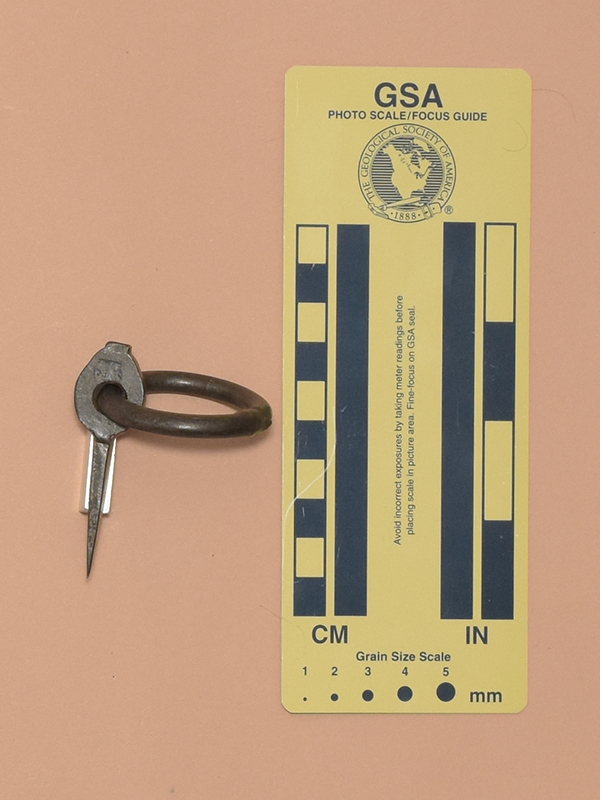 GSA
PHOTO SCALE/FOCUS GUIDE
THE GEOLOGICAL SOCIETY OF AMERICA
·1888·
®
Avoid incorrect exposures by taking meter readings before
placing scale in picture area. Fine-focus on GSA seal.
CM
IN
Grain Size Scale
1 2 3 4 5
mm